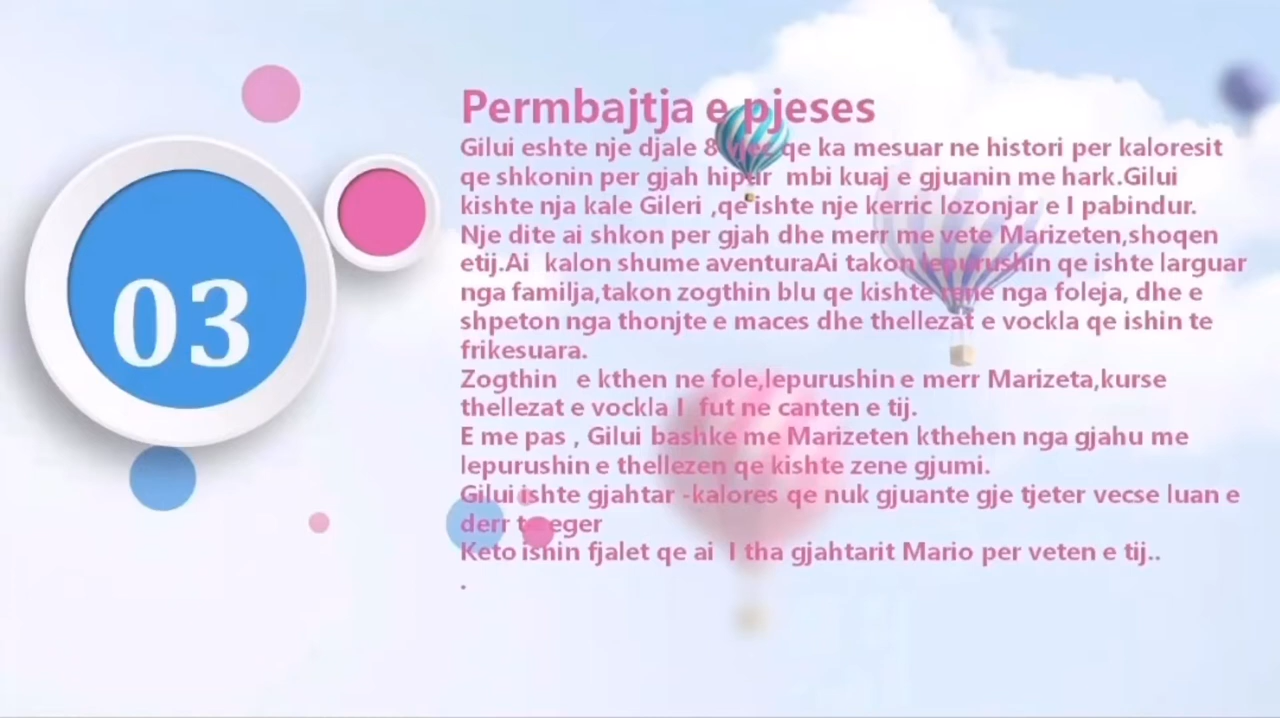 03
Permbajtja e pjeses
Gilui eshte nje djale 8 vjec qe ka mesuar ne histori per kaloresit
qe shkonin per gjah hipur mbi kuaj e gjuanin me hark.Gilui
kishte nja kale Gileri ,qe ishte nje kerric lozonjar e I pabindur.
Nje dite ai shkon per gjah dhe merr me vete Marizeten,shoqen
etij.Ai kalon shume aventuraAi takon lepurushin qe ishte larguar
nga familja,takon zogthin blu qe kishte rene nga foleja, dhe e
shpeton nga thonjte e maces dhe thellezat e vockla qe ishin te
frikesuara.
Zogthin e kthen ne fole,lepurushin e merr Marizeta,kurse
thellezat e vockla I fut ne canten e tij.
E me pas , Gilui bashke me Marizeten kthehen nga gjahu me
lepurushin e thellezen qe kishte zene gjumi.
Gilui ishte gjahtar -kalores qe nuk gjuante gje tjeter vecse luan e
derr te eger
Keto ishin fjalet qe ai I tha gjahtarit Mario per veten e tij..
.